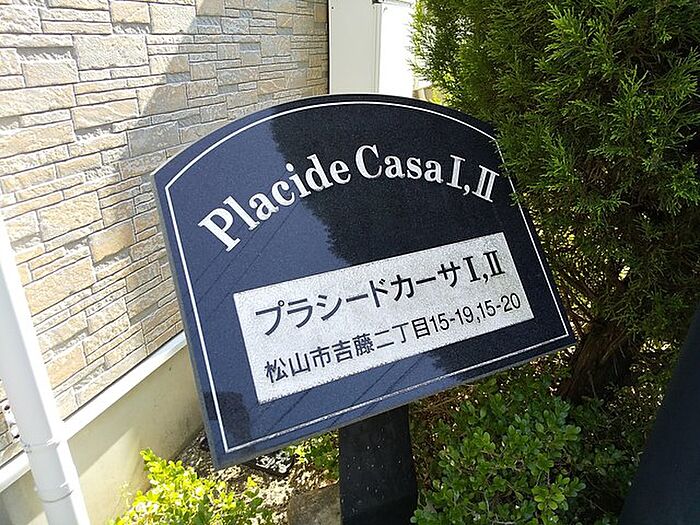 Placide Casa I, II
プラシードカーサ I, II
松山市吉藤二丁目15-19,15-20